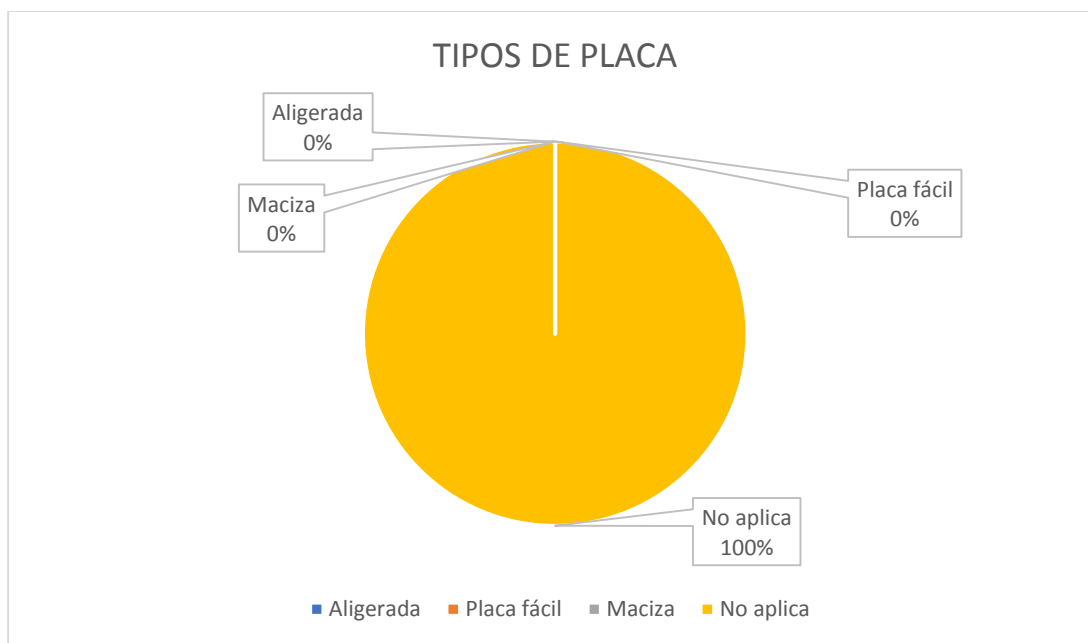 TIPOS DE PLACA
Aligerada
0%
Placa fácil
0%
Maciza
0%
No aplica
100%
Aligerada Placa fácil Maciza No aplica